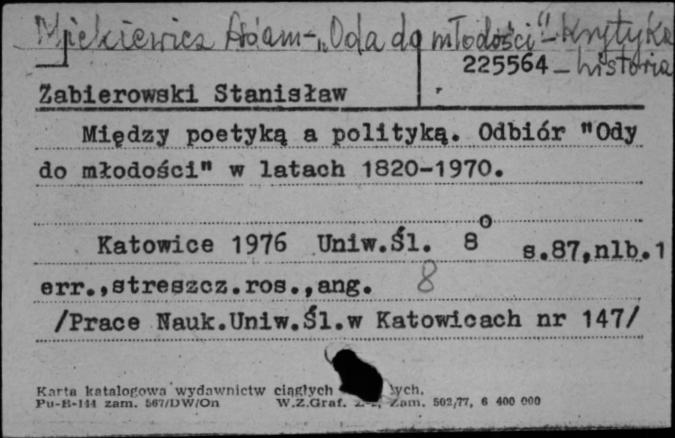 Mickiewicz Adam - „Oda do młodości" - krytyka
225564 - historia
Zabierowski Stanisław
Między poetyką a polityką. Odbiór "Ody
do młodości" w latach 1820-1970.
Katowice 1976 Uniw.Śl. 8° s.87,nlb.1
err.,streszcz.ros.,ang. 8
/Prace Nauk.Uniw.Śl.w Katowicach nr 147/
Karta katalogowa wydawnictw ciągłych
Pu-B-144 zam. 567/DW/On W.Z.Graf. Zam. 502,77, 6 400 000